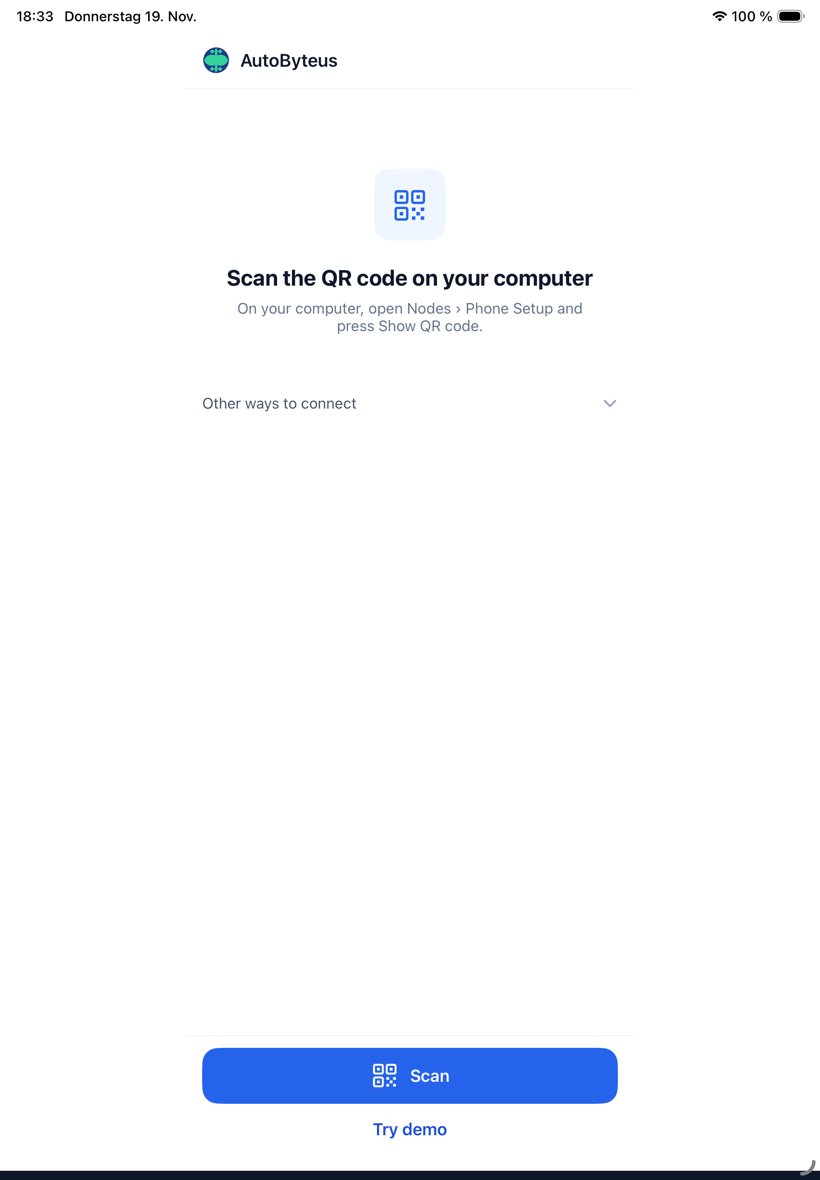 18:33 Donnerstag 19. Nov. 100 %
AutoByteus
Scan the QR code on your computer
On your computer, open Nodes › Phone Setup and
press Show QR code.
Other ways to connect
Scan
Try demo